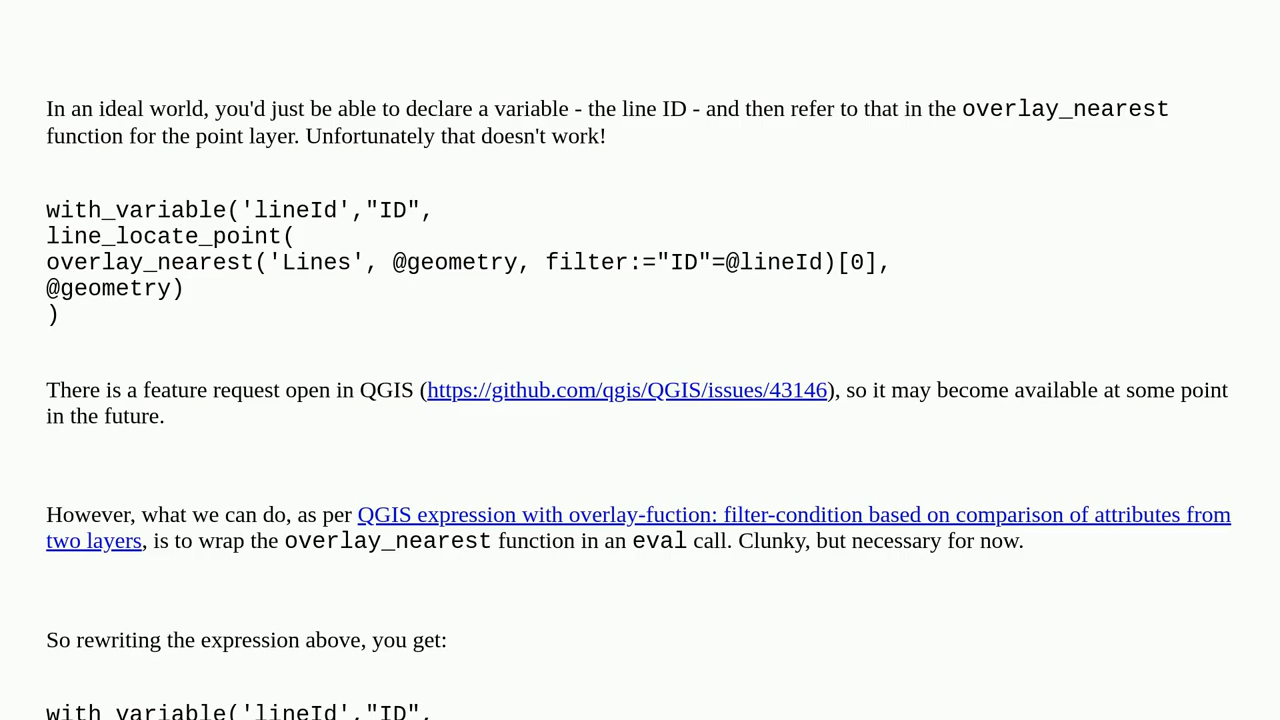 In an ideal world, you'd just be able to declare a variable - the line ID - and then refer to that in the overlay_nearest
function for the point layer. Unfortunately that doesn't work!
with_variable('lineId',"ID",
line_locate_point(
overlay_nearest('Lines', @geometry, filter:="ID"=@lineId)[0],
@geometry)
)
There is a feature request open in QGIS (https://github.com/qgis/QGIS/issues/43146), so it may become available at some point
in the future.
However, what we can do, as per QGIS expression with overlay-fuction: filter-condition based on comparison of attributes from
two layers, is to wrap the overlay_nearest function in an eval call. Clunky, but necessary for now.
So rewriting the expression above, you get:
with_variable('lineId',"ID",